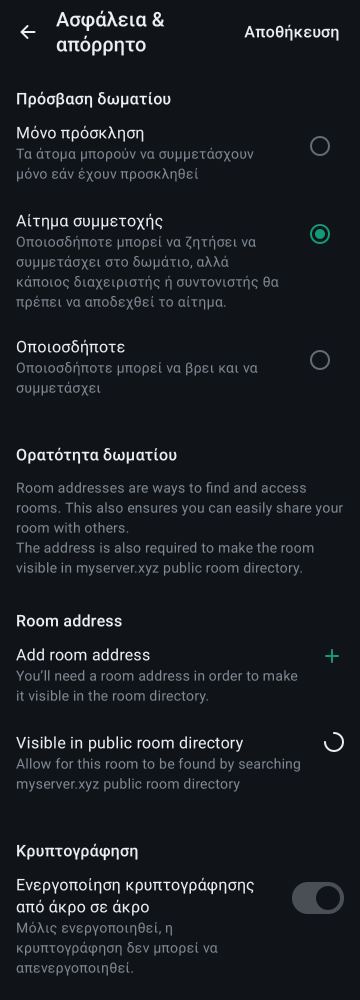 Ασφάλεια &
απόρρητο
Αποθήκευση
Πρόσβαση δωματίου
Μόνο πρόσκληση
Τα άτομα μπορούν να συμμετάσχουν
μόνο εάν έχουν προσκληθεί
Αίτημα συμμετοχής
Οποιοσδήποτε μπορεί να ζητήσει να
συμμετάσχει στο δωμάτιο, αλλά
κάποιος διαχειριστής ή συντονιστής θα
πρέπει να αποδεχθεί το αίτημα.
Οποιοσδήποτε
Οποιοσδήποτε μπορεί να βρει και να
συμμετάσχει
Ορατότητα δωματίου
Room addresses are ways to find and access
rooms. This also ensures you can easily share your
room with others.
The address is also required to make the room
visible in myserver.xyz public room directory.
Room address
Add room address
You’ll need a room address in order to make
it visible in the room directory.
Visible in public room directory
Allow for this room to be found by searching
myserver.xyz public room directory
Κρυπτογράφηση
Ενεργοποίηση κρυπτογράφησης
από άκρο σε άκρο
Μόλις ενεργοποιηθεί, η
κρυπτογράφηση δεν μπορεί να
απενεργοποιηθεί.